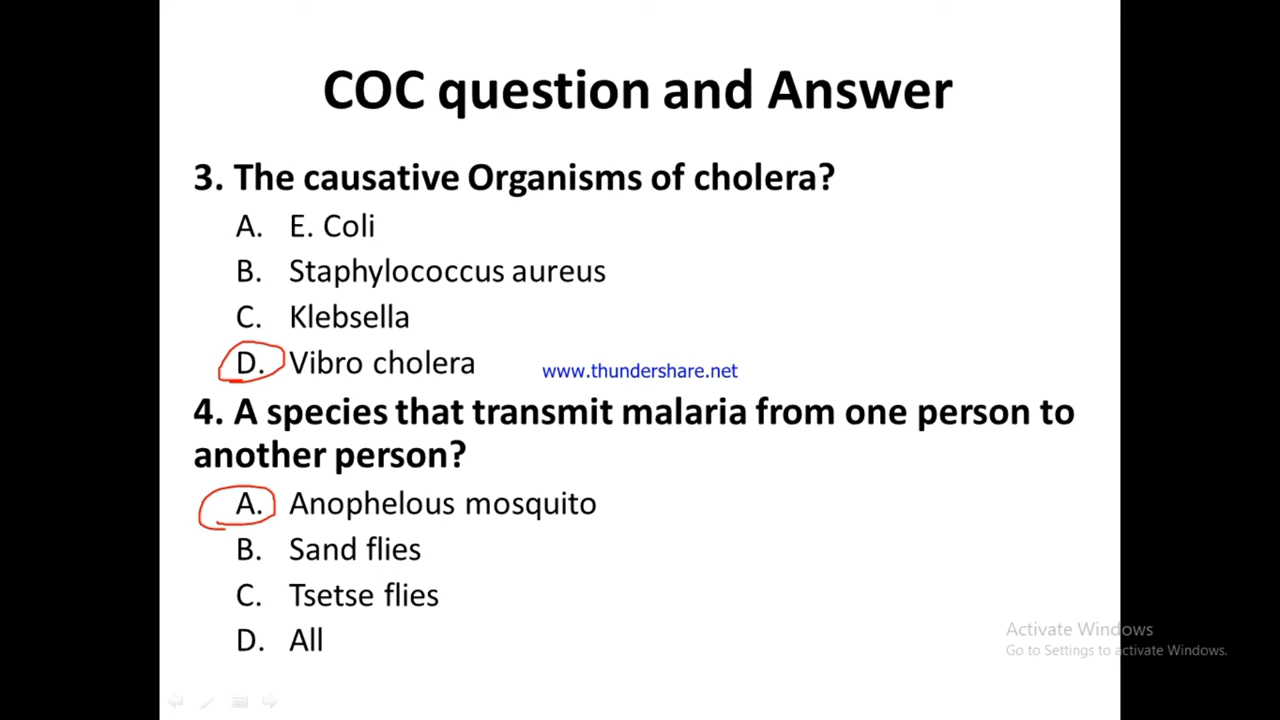 COC question and Answer
3. The causative Organisms of cholera?
A. E. Coli
B. Staphylococcus aureus
C. Klebsella
D. Vibro cholera
www.thundershare.net
4. A species that transmit malaria from one person to
another person?
A. Anophelous mosquito
B. Sand flies
C. Tsetse flies
D. All
Activate Windows
Go to Settings to activate Windows.